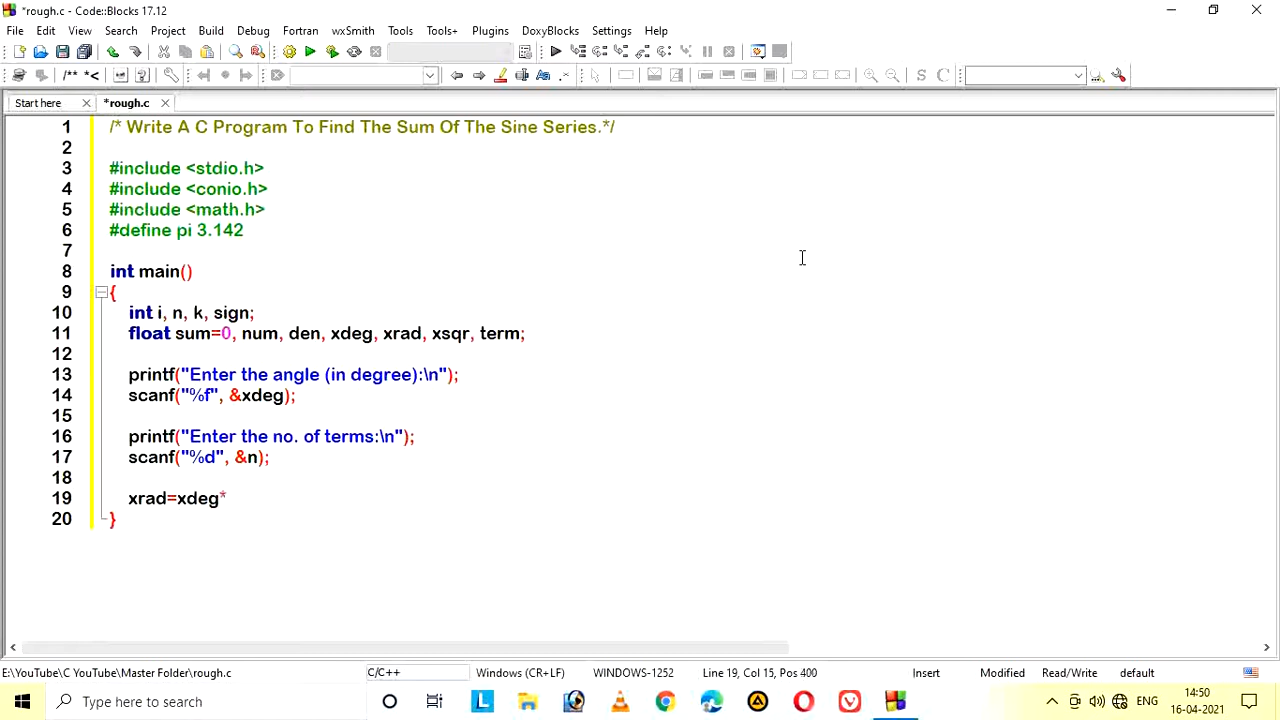 *rough.c - Code::Blocks 17.12
File Edit View Search Project Build Debug Fortran wxSmith Tools Tools+ Plugins DoxyBlocks Settings Help
/** *<
S C
Start here *rough.c
1 /* Write A C Program To Find The Sum Of The Sine Series.*/
2
3 #include <stdio.h>
4 #include <conio.h>
5 #include <math.h>
6 #define pi 3.142
7
8 int main()
9 {
10 int i, n, k, sign;
11 float sum=0, num, den, xdeg, xrad, xsqr, term;
12
13 printf("Enter the angle (in degree):\n");
14 scanf("%f", &xdeg);
15
16 printf("Enter the no. of terms:\n");
17 scanf("%d", &n);
18
19 xrad=xdeg*
20 }
E:\YouTube\C YouTube\Master Folder\rough.c C/C++ Windows (CR+LF) WINDOWS-1252 Line 19, Col 15, Pos 400 Insert Modified Read/Write default
Type here to search ENG 14:50
16-04-2021